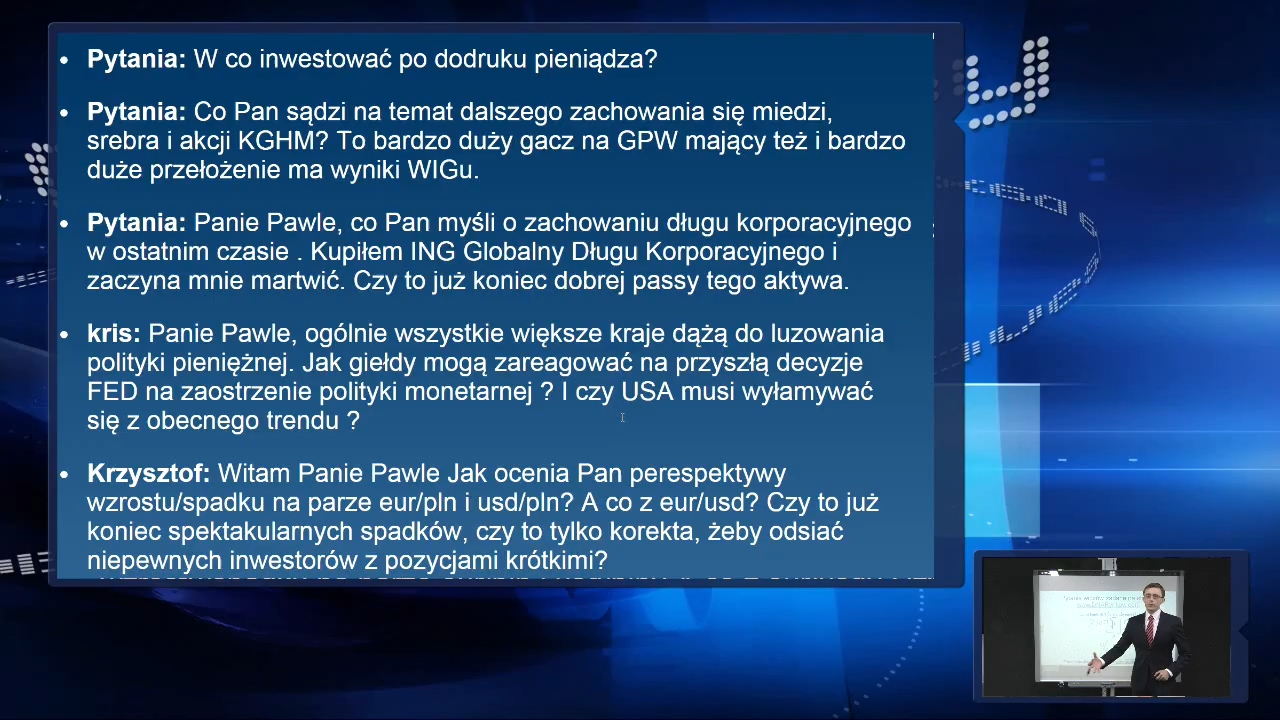 Pytania: W co inwestować po dodruku pieniądza?
Pytania: Co Pan sądzi na temat dalszego zachowania się miedzi,
srebra i akcji KGHM? To bardzo duży gacz na GPW mający też i bardzo
duże przełożenie ma wyniki WIGu.
Pytania: Panie Pawle, co Pan myśli o zachowaniu długu korporacyjnego
w ostatnim czasie . Kupiłem ING Globalny Długu Korporacyjnego i
zaczyna mnie martwić. Czy to już koniec dobrej passy tego aktywa.
kris: Panie Pawle, ogólnie wszystkie większe kraje dążą do luzowania
polityki pieniężnej. Jak giełdy mogą zareagować na przyszłą decyzje
FED na zaostrzenie polityki monetarnej ? I czy USA musi wyłamywać
się z obecnego trendu ?
Krzysztof: Witam Panie Pawle Jak ocenia Pan perespektywy
wzrostu/spadku na parze eur/pln i usd/pln? A co z eur/usd? Czy to już
koniec spektakularnych spadków, czy to tylko korekta, żeby odsiać
niepewnych inwestorów z pozycjami krótkimi?